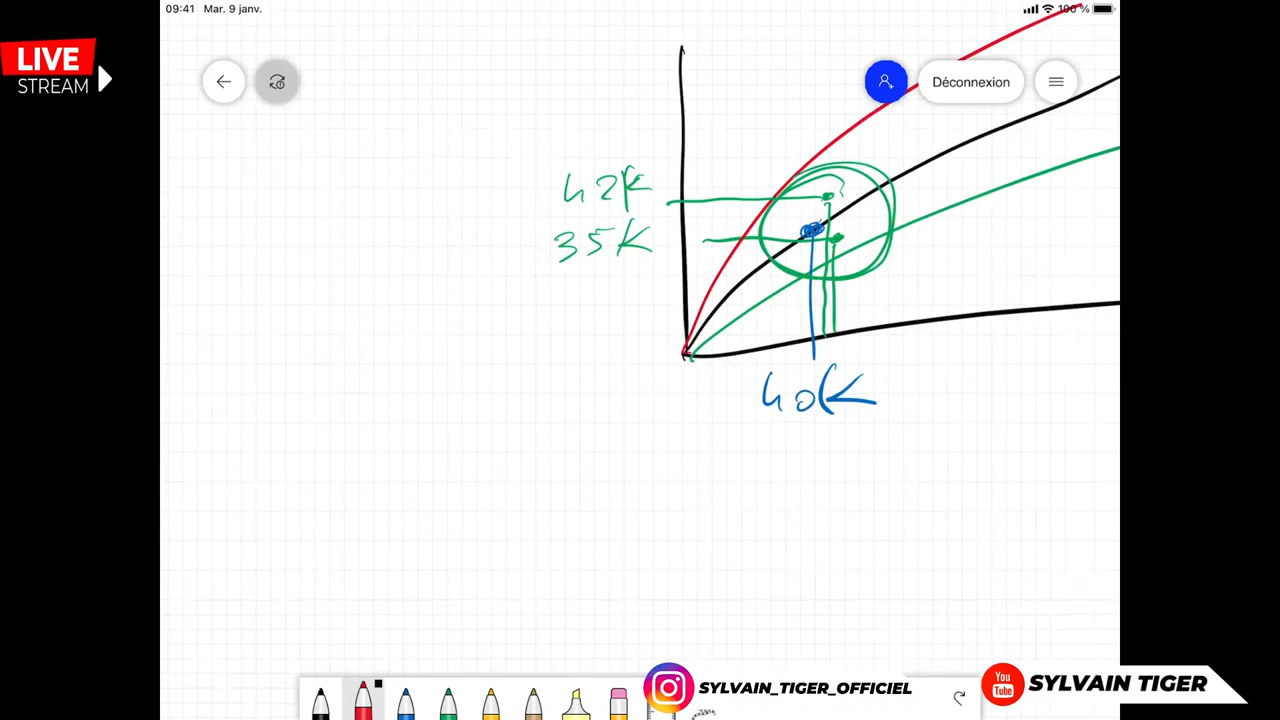 09:41 Mar. 9 janv.
100 %
LIVE
STREAM
Déconnexion
42K
35K
40K
SYLVAIN_TIGER_OFFICIEL
You
Tube
SYLVAIN TIGER